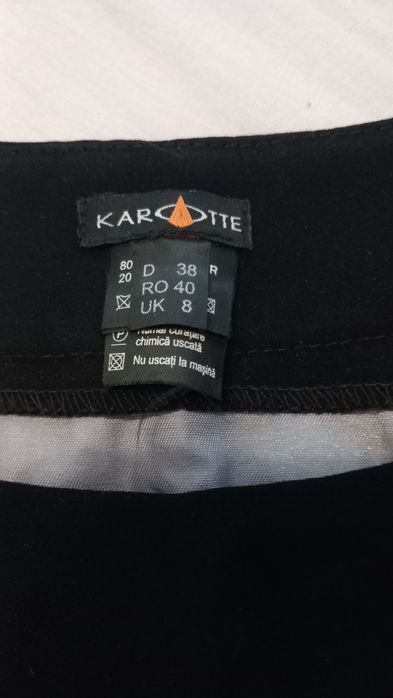 KAROTTE
80
20
D 38
RO 40
UK 8
R
P
Numai curățare
chimică uscată
Nu uscați la mașină